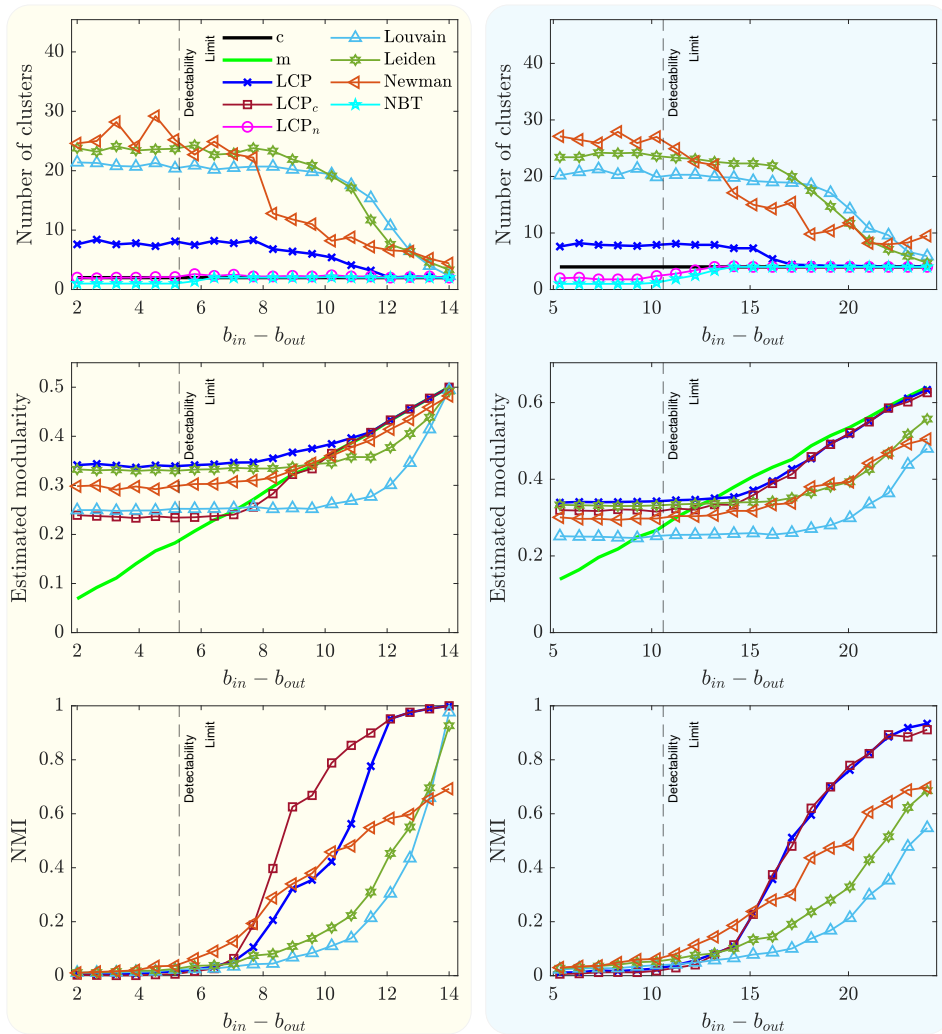 40
30
20
10
0
Number of clusters
2 4 6 8 10 12 14
b_in − b_out
Detectability
Limit
c
m
LCP
LCP_c
LCP_n
Louvain
Leiden
Newman
NBT
40
30
20
10
0
Number of clusters
5 10 15 20
b_in − b_out
Detectability
Limit
0.5
0.4
0.3
0.2
0.1
0
Estimated modularity
2 4 6 8 10 12 14
b_in − b_out
Detectability
Limit
0.6
0.4
0.2
0
Estimated modularity
5 10 15 20
b_in − b_out
Detectability
Limit
1
0.8
0.6
0.4
0.2
0
NMI
2 4 6 8 10 12 14
b_in − b_out
Detectability
Limit
1
0.8
0.6
0.4
0.2
0
NMI
5 10 15 20
b_in − b_out
Detectability
Limit